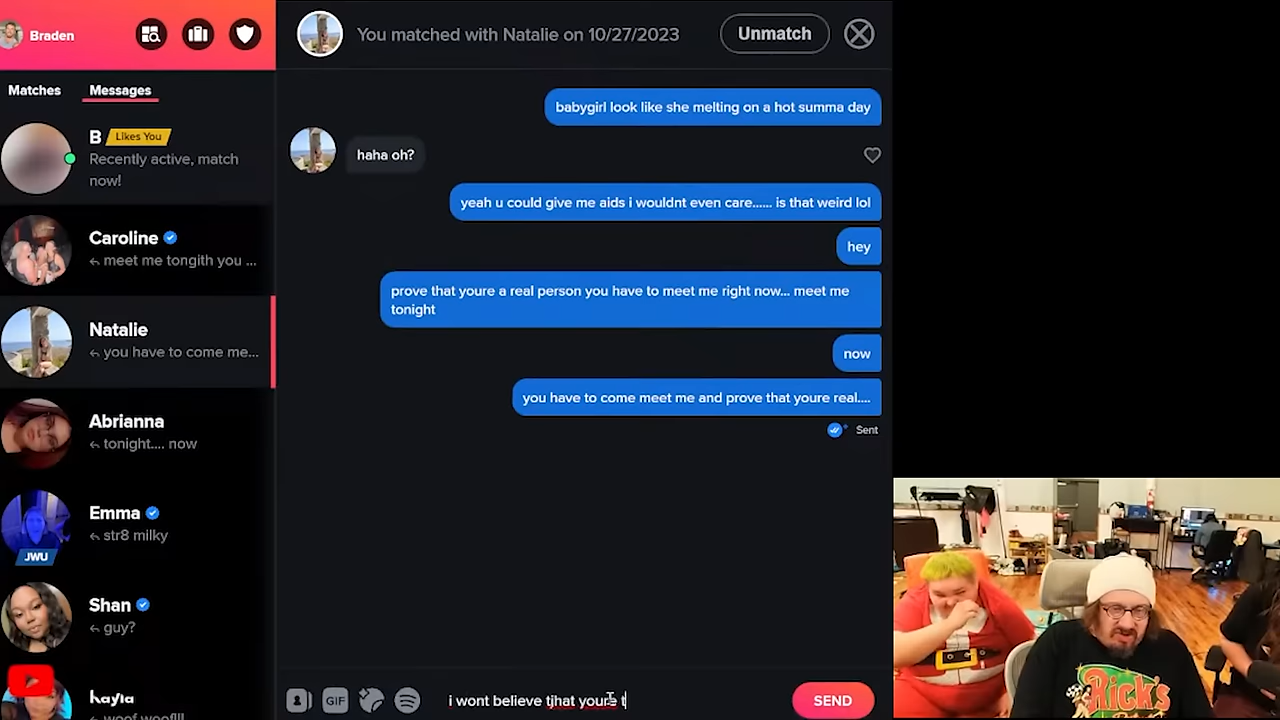 Braden
You matched with Natalie on 10/27/2023
Unmatch
Matches
Messages
B
Likes You
Recently active, match
now!
Caroline
meet me tongith you ...
Natalie
you have to come me...
Abrianna
tonight.... now
Emma
str8 milky
JWU
Shan
guy?
kayla
woof woof!!!
babygirl look like she melting on a hot summa day
haha oh?
yeah u could give me aids i wouldnt even care...... is that weird lol
hey
prove that youre a real person you have to meet me right now... meet me
tonight
now
you have to come meet me and prove that youre real....
Sent
GIF
i wont believe tjhat youre t
SEND
Rick's